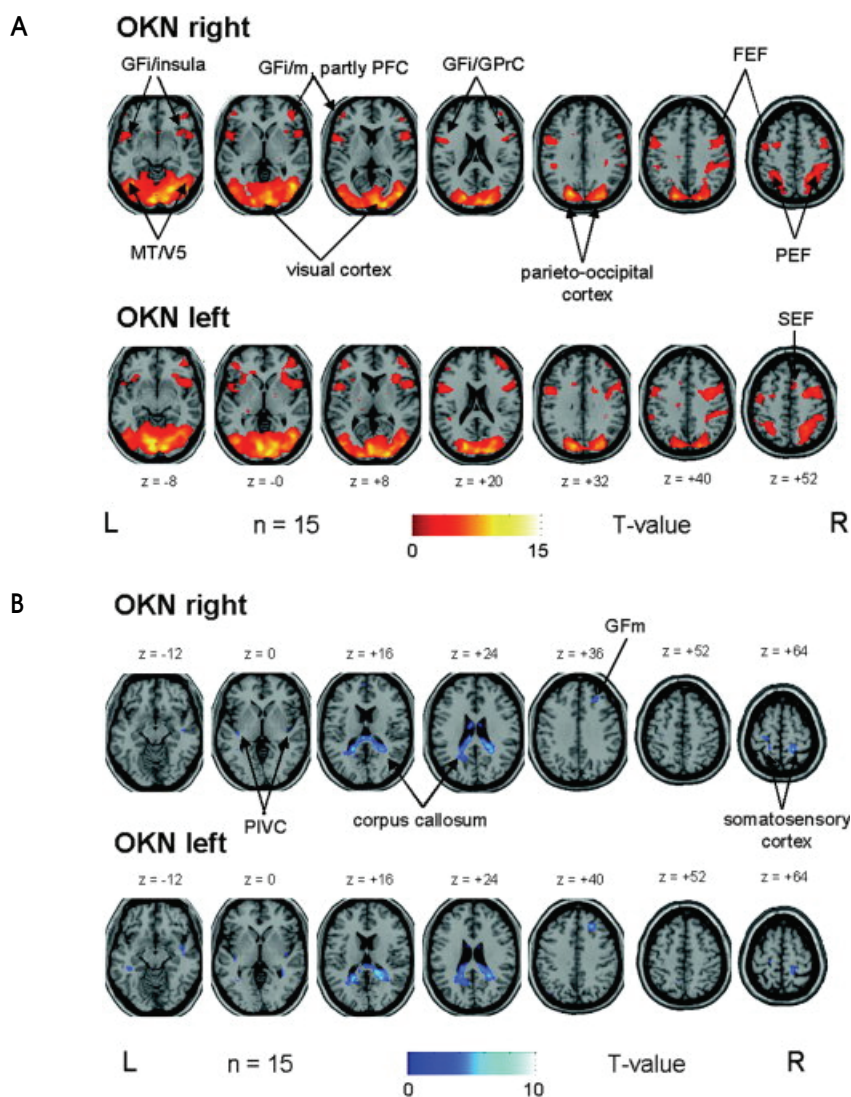 A
OKN right
GFi/insula
GFi/m, partly PFC
GFi/GPrC
FEF
MT/V5
visual cortex
parieto-occipital
cortex
PEF
OKN left
SEF
z = -8
z = -0
z = +8
z = +20
z = +32
z = +40
z = +52
L
n = 15
T-value
R
0
15
B
OKN right
GFm
z = -12
z = 0
z = +16
z = +24
z = +36
z = +52
z = +64
PIVC
corpus callosum
somatosensory
cortex
OKN left
z = -12
z = 0
z = +16
z = +24
z = +40
z = +52
z = +64
L
n = 15
T-value
R
0
10